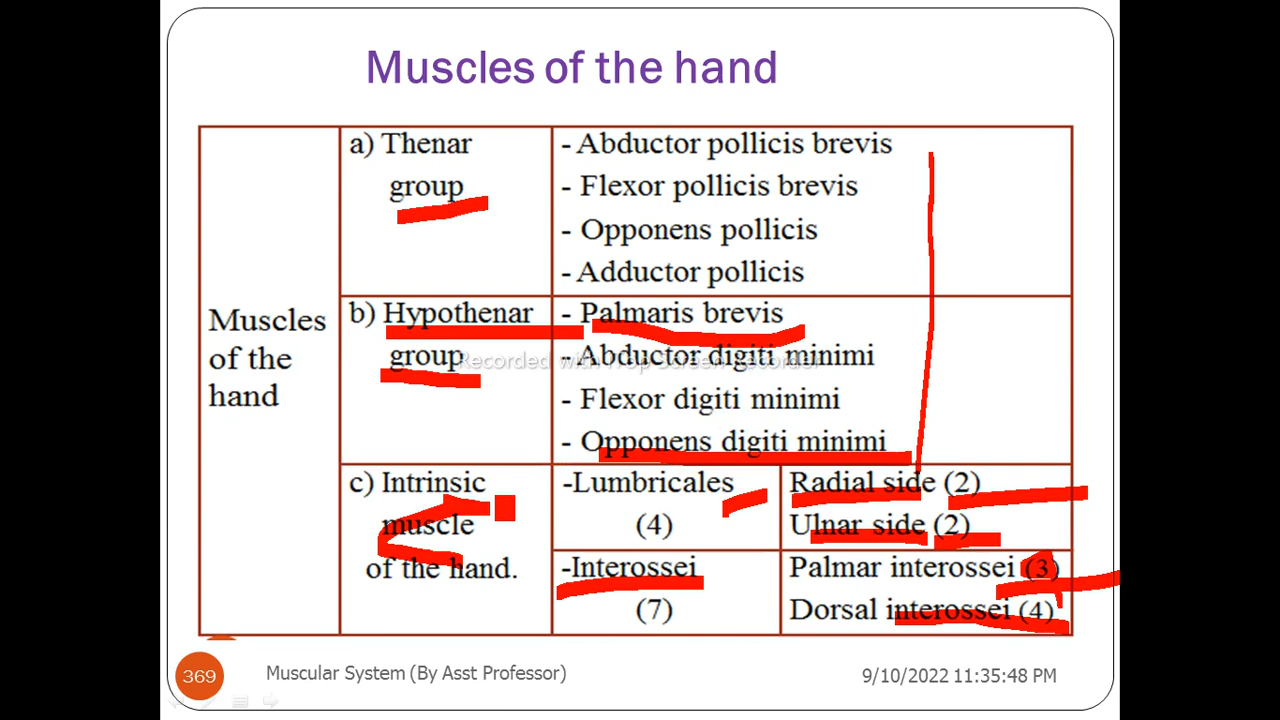 Muscles of the hand
a) Thenar
group
- Abductor pollicis brevis
- Flexor pollicis brevis
- Opponens pollicis
- Adductor pollicis
Muscles
of the
hand
b) Hypothenar
group
- Palmaris brevis
- Abductor digiti minimi
- Flexor digiti minimi
- Opponens digiti minimi
c) Intrinsic
muscle
of the hand.
-Lumbricales
(4)
Radial side (2)
Ulnar side (2)
-Interossei
(7)
Palmar interossei (3)
Dorsal interossei (4)
Recorded with
369
Muscular System (By Asst Professor)
9/10/2022 11:35:48 PM